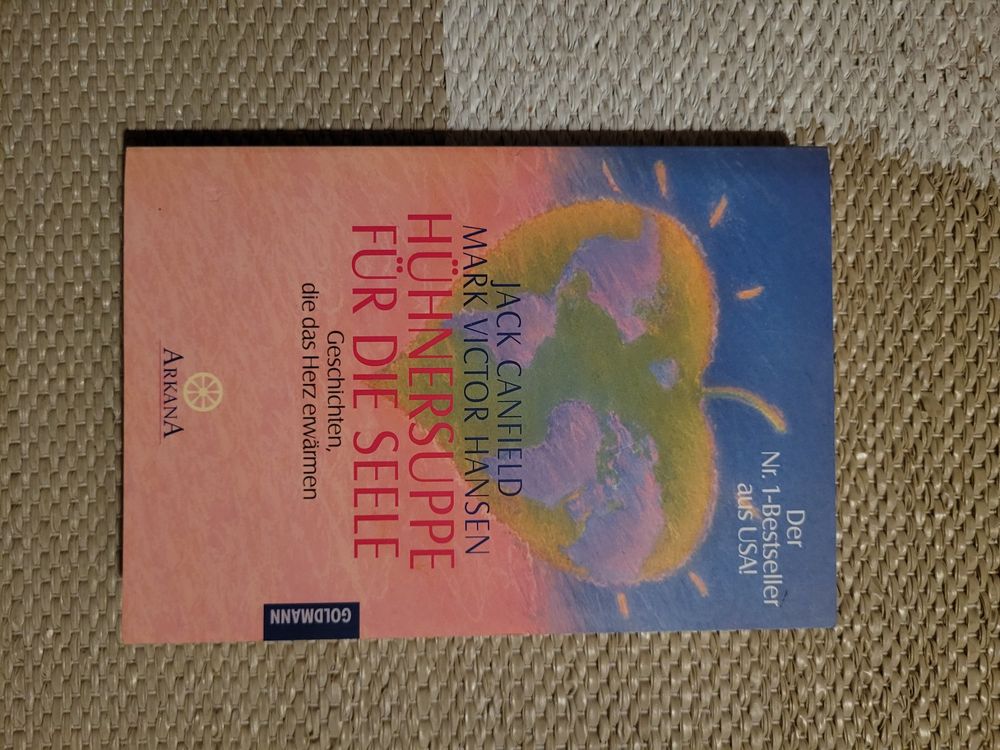 Der
Nr. 1-Bestseller
aus USA!
JACK CANFIELD
MARK VICTOR HANSEN
HÜHNERSUPPE
FÜR DIE SEELE
Geschichten,
die das Herz erwärmen
ARKANA
GOLDMANN